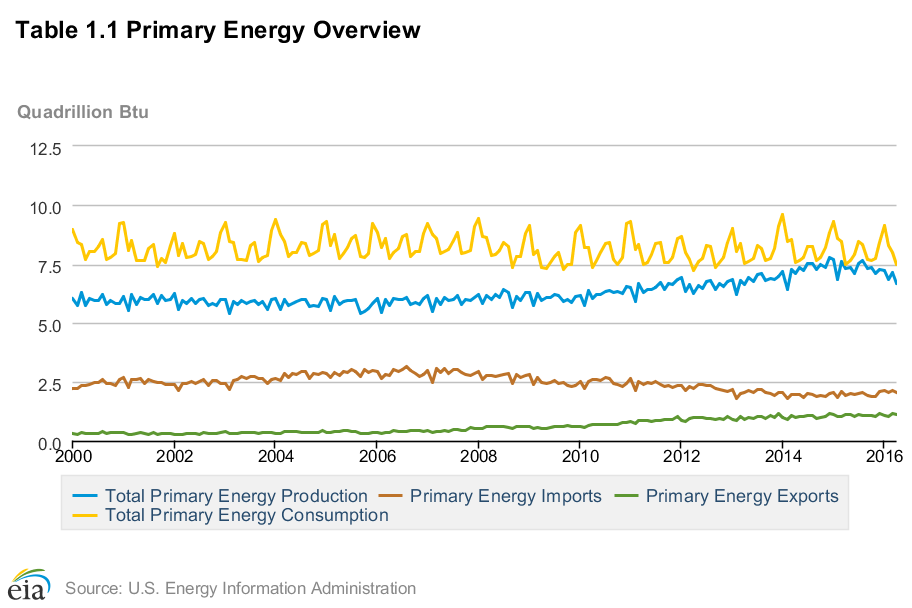 Table 1.1 Primary Energy Overview
Quadrillion Btu
12.5
10.0
7.5
5.0
2.5
0.0
2000 2002 2004 2006 2008 2010 2012 2014 2016
Total Primary Energy Production Primary Energy Imports Primary Energy Exports
Total Primary Energy Consumption
eia Source: U.S. Energy Information Administration